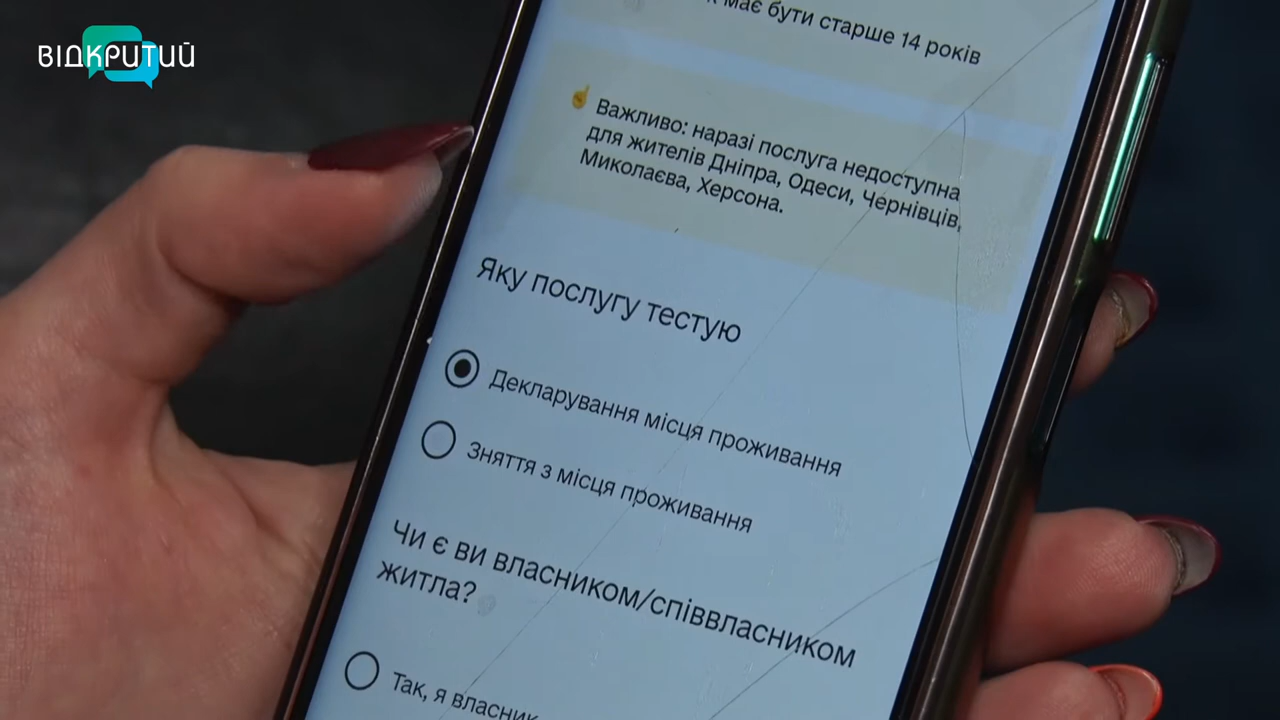 ВІДКРИТИЙ
має бути старше 14 років
Важливо: наразі послуга недоступна
для жителів Дніпра, Одеси, Чернівців,
Миколаєва, Херсона.
Яку послугу тестую
Декларування місця проживання
Зняття з місця проживання
Чи є ви власником/співвласником
житла?
Так, я власник